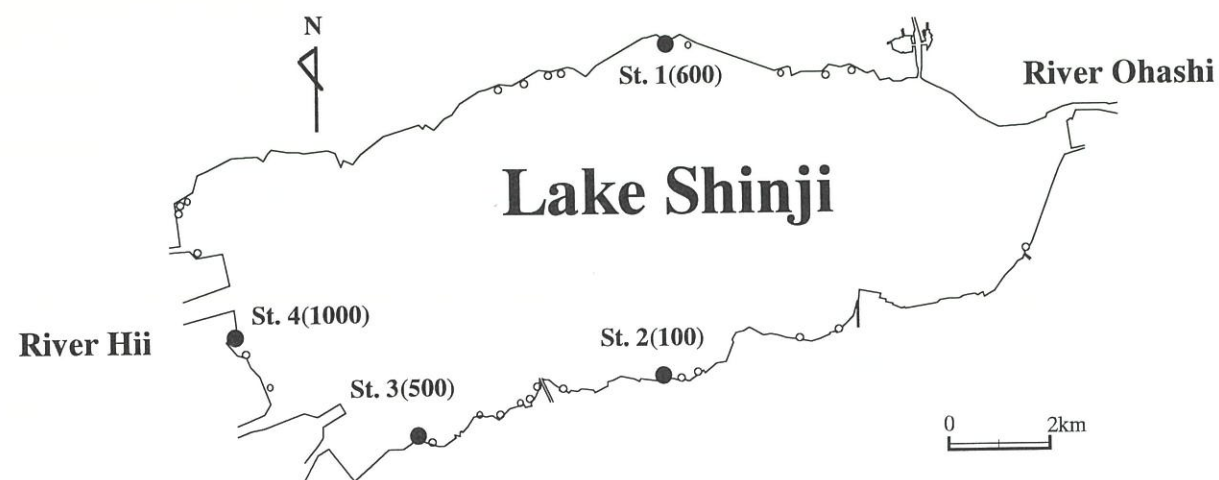 N
St. 1(600)
River Ohashi
Lake Shinji
St. 4(1000)
River Hii
St. 2(100)
St. 3(500)
0 2km